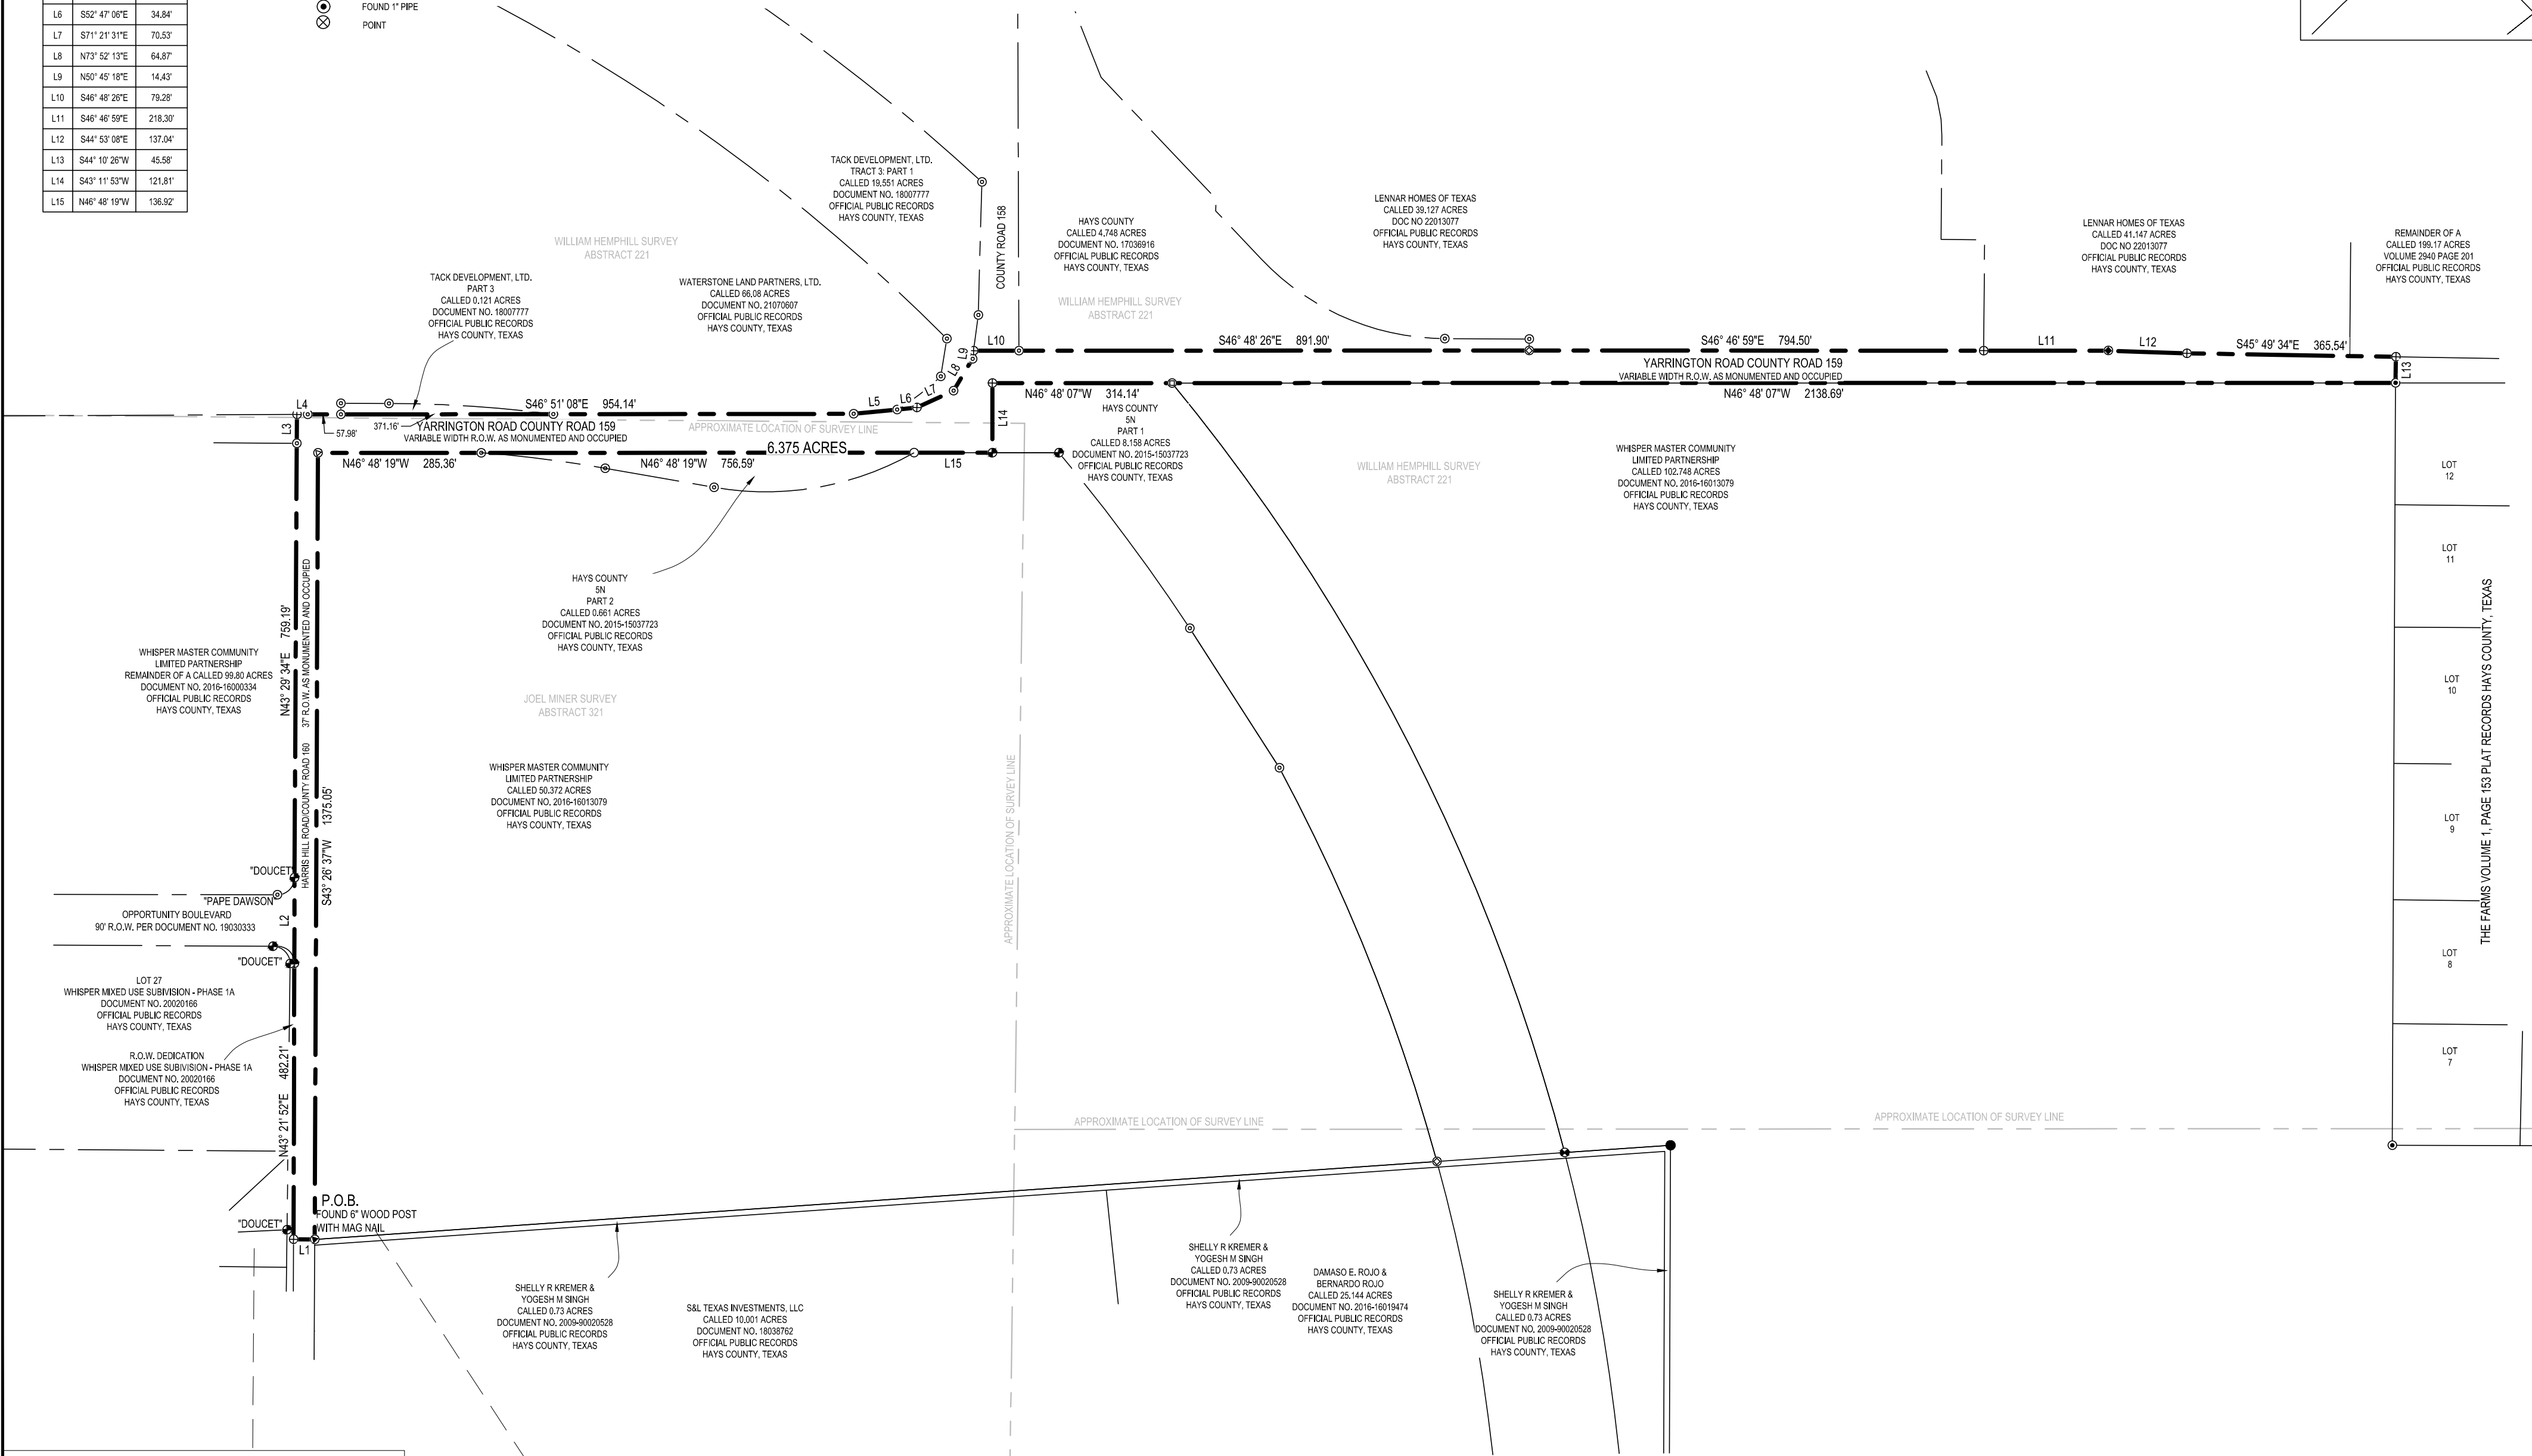 L6 S52° 47' 06"E 34.84'
L7 S71° 21' 31"E 70.53'
L8 N73° 52' 13"E 64.87'
L9 N50° 45' 18"E 14.43'
L10 S46° 48' 26"E 79.28'
L11 S46° 46' 59"E 218.30'
L12 S44° 53' 08"E 137.04'
L13 S44° 10' 26"W 45.58'
L14 S43° 11' 53"W 121.81'
L15 N46° 48' 19"W 136.92'
FOUND 1" PIPE
POINT
WILLIAM HEMPHILL SURVEY
ABSTRACT 221
TACK DEVELOPMENT, LTD.
TRACT 3: PART 1
CALLED 19.551 ACRES
DOCUMENT NO. 18007777
OFFICIAL PUBLIC RECORDS
HAYS COUNTY, TEXAS
TACK DEVELOPMENT, LTD.
PART 3
CALLED 0.121 ACRES
DOCUMENT NO. 18007777
OFFICIAL PUBLIC RECORDS
HAYS COUNTY, TEXAS
WATERSTONE LAND PARTNERS, LTD.
CALLED 66.08 ACRES
DOCUMENT NO. 21070607
OFFICIAL PUBLIC RECORDS
HAYS COUNTY, TEXAS
COUNTY ROAD 158
HAYS COUNTY
CALLED 4.748 ACRES
DOCUMENT NO. 17036916
OFFICIAL PUBLIC RECORDS
HAYS COUNTY, TEXAS
WILLIAM HEMPHILL SURVEY
ABSTRACT 221
LENNAR HOMES OF TEXAS
CALLED 39.127 ACRES
DOC NO 22013077
OFFICIAL PUBLIC RECORDS
HAYS COUNTY, TEXAS
LENNAR HOMES OF TEXAS
CALLED 41.147 ACRES
DOC NO 22013077
OFFICIAL PUBLIC RECORDS
HAYS COUNTY, TEXAS
REMAINDER OF A
CALLED 199.17 ACRES
VOLUME 2940 PAGE 201
OFFICIAL PUBLIC RECORDS
HAYS COUNTY, TEXAS
L10
S46° 48' 26"E 891.90'
S46° 46' 59"E 794.50'
L11
L12
S45° 49' 34"E 365.54'
L13
YARRINGTON ROAD COUNTY ROAD 159
VARIABLE WIDTH R.O.W. AS MONUMENTED AND OCCUPIED
N46° 48' 07"W 314.14'
N46° 48' 07"W 2138.69'
L9
L8
L7
L6
L5
L4
L3
57.98'
371.16'
S46° 51' 08"E 954.14'
YARRINGTON ROAD COUNTY ROAD 159
VARIABLE WIDTH R.O.W. AS MONUMENTED AND OCCUPIED
APPROXIMATE LOCATION OF SURVEY LINE
6.375 ACRES
L14
N46° 48' 19"W 285.36'
N46° 48' 19"W 756.59'
L15
HAYS COUNTY
5N
PART 1
CALLED 8.158 ACRES
DOCUMENT NO. 2015-15037723
OFFICIAL PUBLIC RECORDS
HAYS COUNTY, TEXAS
WILLIAM HEMPHILL SURVEY
ABSTRACT 221
WHISPER MASTER COMMUNITY
LIMITED PARTNERSHIP
CALLED 102.748 ACRES
DOCUMENT NO. 2016-16013079
OFFICIAL PUBLIC RECORDS
HAYS COUNTY, TEXAS
LOT
12
LOT
11
LOT
10
LOT
9
LOT
8
LOT
7
THE FARMS VOLUME 1, PAGE 153 PLAT RECORDS HAYS COUNTY, TEXAS
HAYS COUNTY
5N
PART 2
CALLED 0.661 ACRES
DOCUMENT NO. 2015-15037723
OFFICIAL PUBLIC RECORDS
HAYS COUNTY, TEXAS
JOEL MINER SURVEY
ABSTRACT 321
WHISPER MASTER COMMUNITY
LIMITED PARTNERSHIP
CALLED 50.372 ACRES
DOCUMENT NO. 2016-16013079
OFFICIAL PUBLIC RECORDS
HAYS COUNTY, TEXAS
WHISPER MASTER COMMUNITY
LIMITED PARTNERSHIP
REMAINDER OF A CALLED 99.80 ACRES
DOCUMENT NO. 2016-16000334
OFFICIAL PUBLIC RECORDS
HAYS COUNTY, TEXAS
N43° 29' 34"E 759.19'
HARRIS HILL ROAD/COUNTY ROAD 160 37' R.O.W. AS MONUMENTED AND OCCUPIED
S43° 26' 37"W 1375.05'
APPROXIMATE LOCATION OF SURVEY LINE
"DOUCET"
"PAPE DAWSON"
OPPORTUNITY BOULEVARD
90' R.O.W. PER DOCUMENT NO. 19030333
L2
"DOUCET"
LOT 27
WHISPER MIXED USE SUBIVISION - PHASE 1A
DOCUMENT NO. 20020166
OFFICIAL PUBLIC RECORDS
HAYS COUNTY, TEXAS
R.O.W. DEDICATION
WHISPER MIXED USE SUBIVISION - PHASE 1A
DOCUMENT NO. 20020166
OFFICIAL PUBLIC RECORDS
HAYS COUNTY, TEXAS
N43° 21' 52"E 482.21'
APPROXIMATE LOCATION OF SURVEY LINE
APPROXIMATE LOCATION OF SURVEY LINE
P.O.B.
FOUND 6" WOOD POST
WITH MAG NAIL
"DOUCET"
L1
SHELLY R KREMER &
YOGESH M SINGH
CALLED 0.73 ACRES
DOCUMENT NO. 2009-90020528
OFFICIAL PUBLIC RECORDS
HAYS COUNTY, TEXAS
S&L TEXAS INVESTMENTS, LLC
CALLED 10.001 ACRES
DOCUMENT NO. 18038762
OFFICIAL PUBLIC RECORDS
HAYS COUNTY, TEXAS
SHELLY R KREMER &
YOGESH M SINGH
CALLED 0.73 ACRES
DOCUMENT NO. 2009-90020528
OFFICIAL PUBLIC RECORDS
HAYS COUNTY, TEXAS
DAMASO E. ROJO &
BERNARDO ROJO
CALLED 25.144 ACRES
DOCUMENT NO. 2016-16019474
OFFICIAL PUBLIC RECORDS
HAYS COUNTY, TEXAS
SHELLY R KREMER &
YOGESH M SINGH
CALLED 0.73 ACRES
DOCUMENT NO. 2009-90020528
OFFICIAL PUBLIC RECORDS
HAYS COUNTY, TEXAS